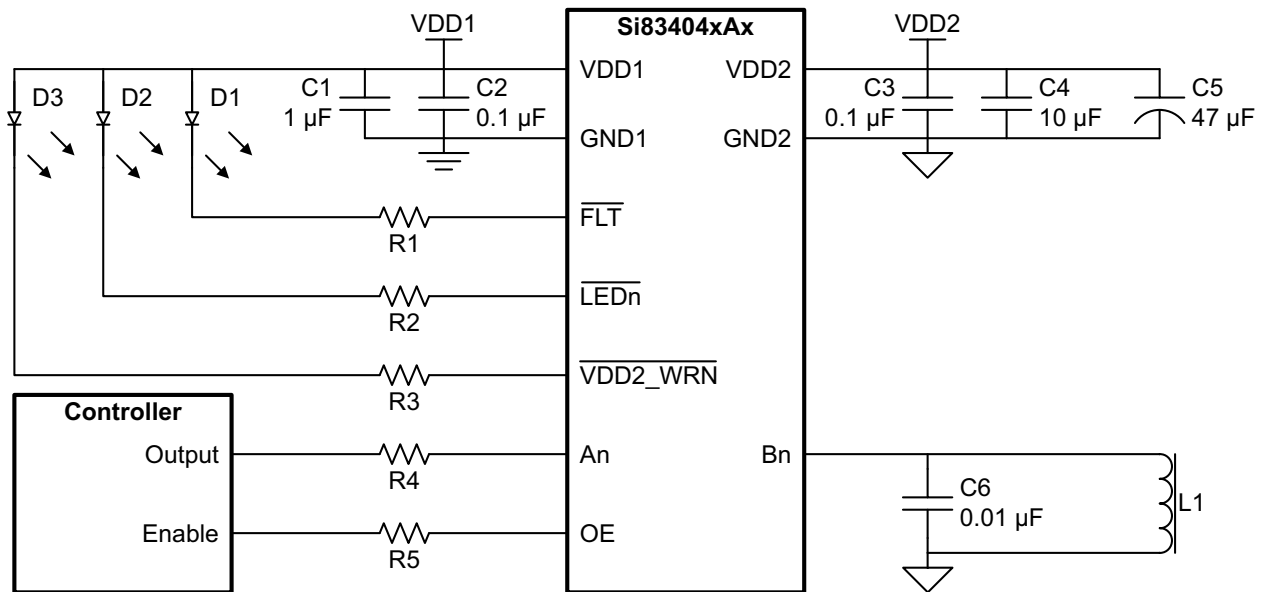 VDD1
Si83404xAx
VDD2
D3
D2
D1
C1
1 µF
C2
0.1 µF
VDD1
VDD2
C3
0.1 µF
C4
10 µF
C5
47 µF
GND1
GND2
R1
FLT
R2
LEDn
R3
VDD2_WRN
Controller
Output
R4
An
Bn
C6
0.01 µF
L1
Enable
R5
OE